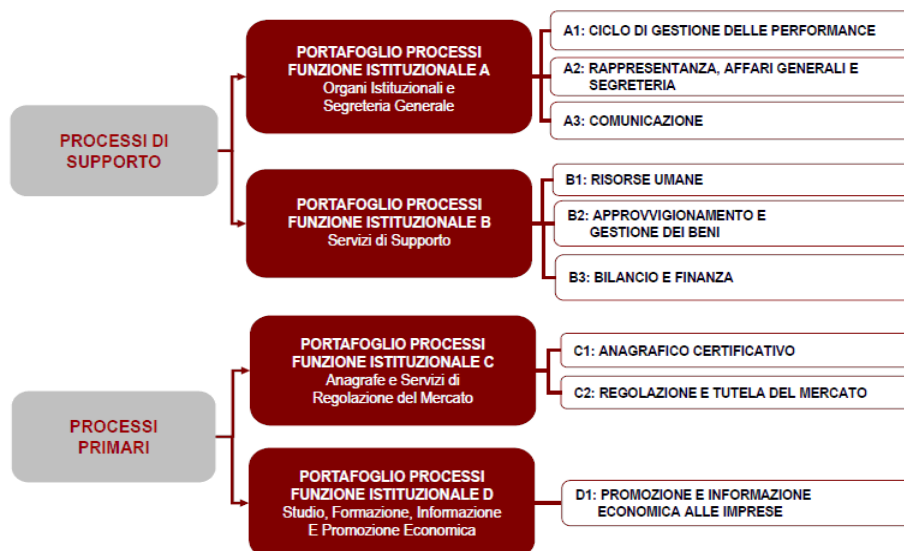 PROCESSI DI
SUPPORTO
PORTAFOGLIO PROCESSI
FUNZIONE ISTITUZIONALE A
Organi Istituzionali e
Segreteria Generale
A1: CICLO DI GESTIONE DELLE PERFORMANCE
A2: RAPPRESENTANZA, AFFARI GENERALI E
SEGRETERIA
A3: COMUNICAZIONE
PORTAFOGLIO PROCESSI
FUNZIONE ISTITUZIONALE B
Servizi di Supporto
B1: RISORSE UMANE
B2: APPROVVIGIONAMENTO E
GESTIONE DEI BENI
B3: BILANCIO E FINANZA
PROCESSI
PRIMARI
PORTAFOGLIO PROCESSI
FUNZIONE ISTITUZIONALE C
Anagrafe e Servizi di
Regolazione del Mercato
C1: ANAGRAFICO CERTIFICATIVO
C2: REGOLAZIONE E TUTELA DEL MERCATO
PORTAFOGLIO PROCESSI
FUNZIONE ISTITUZIONALE D
Studio, Formazione, Informazione
E Promozione Economica
D1: PROMOZIONE E INFORMAZIONE
ECONOMICA ALLE IMPRESE